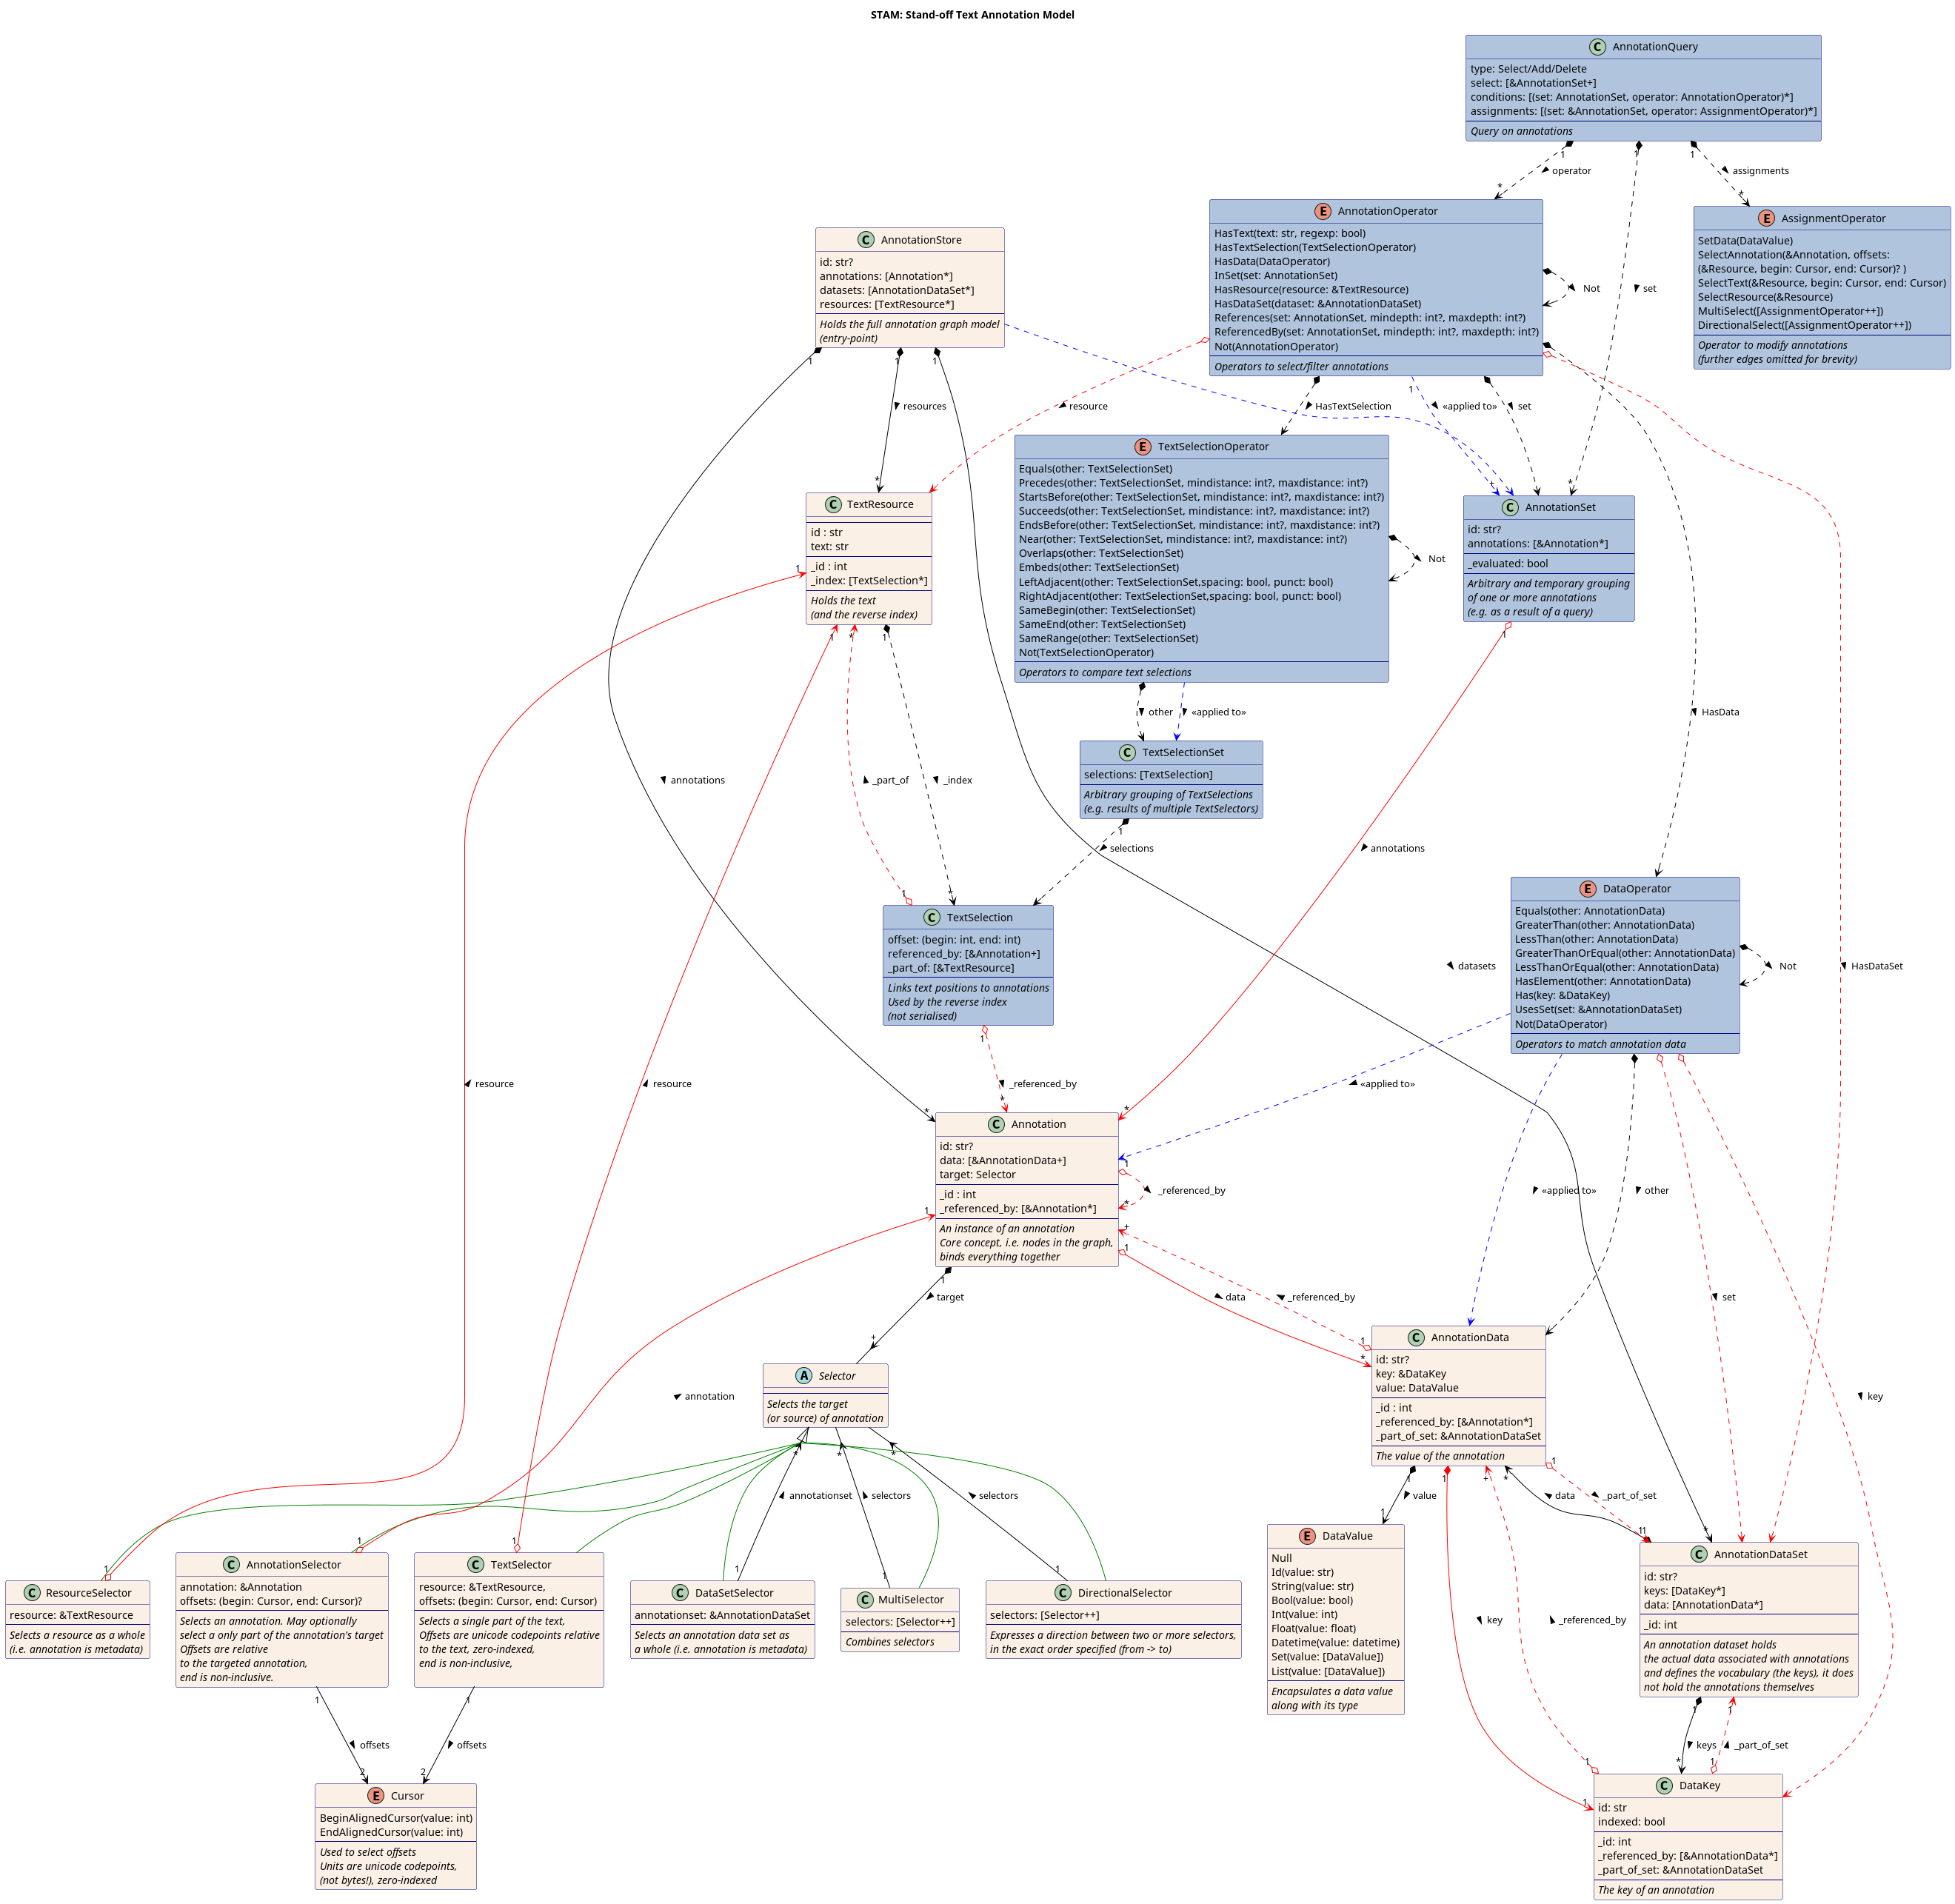 STAM: Stand-off Text Annotation Model
C AnnotationQuery
type: Select/Add/Delete
select: [&AnnotationSet+]
conditions: [(set: AnnotationSet, operator: AnnotationOperator)*]
assignments: [(set: &AnnotationSet, operator: AssignmentOperator)*]
Query on annotations
1
1
1
operator
assignments
set
*
*
*
E AnnotationOperator
HasText(text: str, regexp: bool)
HasTextSelection(TextSelectionOperator)
HasData(DataOperator)
InSet(set: AnnotationSet)
HasResource(resource: &TextResource)
HasDataSet(dataset: &AnnotationDataSet)
References(set: AnnotationSet, mindepth: int?, maxdepth: int?)
ReferencedBy(set: AnnotationSet, mindepth: int?, maxdepth: int?)
Not(AnnotationOperator)
Operators to select/filter annotations
Not
E AssignmentOperator
SetData(DataValue)
SelectAnnotation(&Annotation, offsets:
(&Resource, begin: Cursor, end: Cursor)? )
SelectText(&Resource, begin: Cursor, end: Cursor)
SelectResource(&Resource)
MultiSelect([AssignmentOperator++])
DirectionalSelect([AssignmentOperator++])
Operator to modify annotations
(further edges omitted for brevity)
C AnnotationStore
id: str?
annotations: [Annotation*]
datasets: [AnnotationDataSet*]
resources: [TextResource*]
Holds the full annotation graph model
(entry-point)
1
1
1
resources
*
resource
HasTextSelection
1
«applied to»
+
set
E TextSelectionOperator
Equals(other: TextSelectionSet)
Precedes(other: TextSelectionSet, mindistance: int?, maxdistance: int?)
StartsBefore(other: TextSelectionSet, mindistance: int?, maxdistance: int?)
Succeeds(other: TextSelectionSet, mindistance: int?, maxdistance: int?)
EndsBefore(other: TextSelectionSet, mindistance: int?, maxdistance: int?)
Near(other: TextSelectionSet, mindistance: int?, maxdistance: int?)
Overlaps(other: TextSelectionSet)
Embeds(other: TextSelectionSet)
LeftAdjacent(other: TextSelectionSet,spacing: bool, punct: bool)
RightAdjacent(other: TextSelectionSet,spacing: bool, punct: bool)
SameBegin(other: TextSelectionSet)
SameEnd(other: TextSelectionSet)
SameRange(other: TextSelectionSet)
Not(TextSelectionOperator)
Operators to compare text selections
Not
C TextResource
id : str
text: str
_id : int
_index: [TextSelection*]
Holds the text
(and the reverse index)
1
1
*
1
C AnnotationSet
id: str?
annotations: [&Annotation*]
_evaluated: bool
Arbitrary and temporary grouping
of one or more annotations
(e.g. as a result of a query)
1
other
«applied to»
HasData
C TextSelectionSet
selections: [TextSelection]
Arbitrary grouping of TextSelections
(e.g. results of multiple TextSelectors)
1
annotations
_part_of
_index
selections
annotations
1
*
C TextSelection
offset: (begin: int, end: int)
referenced_by: [&Annotation+]
_part_of: [&TextResource]
Links text positions to annotations
Used by the reverse index
(not serialised)
1
datasets
E DataOperator
Equals(other: AnnotationData)
GreaterThan(other: AnnotationData)
LessThan(other: AnnotationData)
GreaterThanOrEqual(other: AnnotationData)
LessThanOrEqual(other: AnnotationData)
HasElement(other: AnnotationData)
Has(key: &DataKey)
UsesSet(set: &AnnotationDataSet)
Not(DataOperator)
Operators to match annotation data
Not
HasDataSet
resource
resource
_referenced_by
«applied to»
*
*
*
C Annotation
id: str?
data: [&AnnotationData+]
target: Selector
_id : int
_referenced_by: [&Annotation*]
An instance of an annotation
Core concept, i.e. nodes in the graph,
binds everything together
1
*
_referenced_by
1
+
1
1
«applied to»
other
target
data
_referenced_by
set
+
A Selector
Selects the target
(or source) of annotation
1
*
C AnnotationData
id: str?
key: &DataKey
value: DataValue
_id : int
_referenced_by: [&Annotation*]
_part_of_set: &AnnotationDataSet
The value of the annotation
annotation
key
*
*
*
annotationset
selectors
selectors
1
1
+
*
1
value
data
_part_of_set
1
1
1
*
1
1
1
1
1
1
C ResourceSelector
resource: &TextResource
Selects a resource as a whole
(i.e. annotation is metadata)
C AnnotationSelector
annotation: &Annotation
offsets: (begin: Cursor, end: Cursor)?
Selects an annotation. May optionally
select a only part of the annotation's target
Offsets are relative
to the targeted annotation,
end is non-inclusive.
C TextSelector
resource: &TextResource,
offsets: (begin: Cursor, end: Cursor)
Selects a single part of the text,
Offsets are unicode codepoints relative
to the text, zero-indexed,
end is non-inclusive,
C DataSetSelector
annotationset: &AnnotationDataSet
Selects an annotation data set as
a whole (i.e. annotation is metadata)
C MultiSelector
selectors: [Selector++]
Combines selectors
C DirectionalSelector
selectors: [Selector++]
Expresses a direction between two or more selectors,
in the exact order specified (from -> to)
E DataValue
Null
Id(value: str)
String(value: str)
Bool(value: bool)
Int(value: int)
Float(value: float)
Datetime(value: datetime)
Set(value: [DataValue])
List(value: [DataValue])
Encapsulates a data value
along with its type
key
_referenced_by
C AnnotationDataSet
id: str?
keys: [DataKey*]
data: [AnnotationData*]
_id: int
An annotation dataset holds
the actual data associated with annotations
and defines the vocabulary (the keys), it does
not hold the annotations themselves
1
1
offsets
offsets
2
2
1
1
keys
_part_of_set
1
*
1
1
E Cursor
BeginAlignedCursor(value: int)
EndAlignedCursor(value: int)
Used to select offsets
Units are unicode codepoints,
(not bytes!), zero-indexed
C DataKey
id: str
indexed: bool
_id: int
_referenced_by: [&AnnotationData*]
_part_of_set: &AnnotationDataSet
The key of an annotation